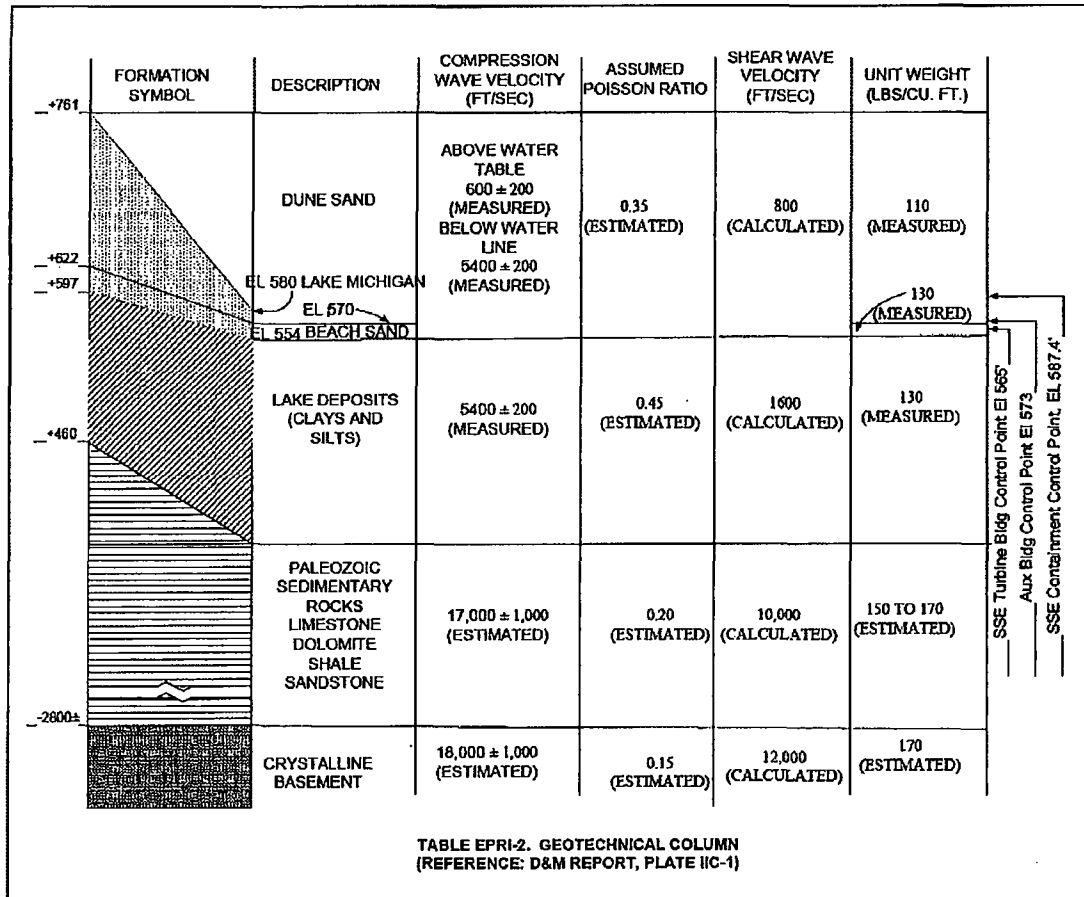 FORMATION
SYMBOL
DESCRIPTION
COMPRESSION
WAVE VELOCITY
(FT/SEC)
ASSUMED
POISSON RATIO
SHEAR WAVE
VELOCITY
(FT/SEC)
UNIT WEIGHT
(LBS/CU. FT.)
+761
DUNE SAND
ABOVE WATER
TABLE
600 ± 200
(MEASURED)
BELOW WATER
LINE
5400 ± 200
(MEASURED)
0.35
(ESTIMATED)
800
(CALCULATED)
110
(MEASURED)
+622
+597
EL 580 LAKE MICHIGAN
EL 570
EL 554 BEACH SAND
130
(MEASURED)
LAKE DEPOSITS
(CLAYS AND
SILTS)
5400 ± 200
(MEASURED)
0.45
(ESTIMATED)
1600
(CALCULATED)
130
(MEASURED)
+460
PALEOZOIC
SEDIMENTARY
ROCKS
LIMESTONE
DOLOMITE
SHALE
SANDSTONE
17,000 ± 1,000
(ESTIMATED)
0.20
(ESTIMATED)
10,000
(CALCULATED)
150 TO 170
(ESTIMATED)
-2800±
CRYSTALLINE
BASEMENT
18,000 ± 1,000
(ESTIMATED)
0.15
(ESTIMATED)
12,000
(CALCULATED)
170
(ESTIMATED)
SSE Turbine Bldg Control Point El 565'
Aux Bldg Control Point El 573
SSE Containment Control Point, EL 587.4'
TABLE EPRI-2. GEOTECHNICAL COLUMN
(REFERENCE: D&M REPORT, PLATE IIC-1)